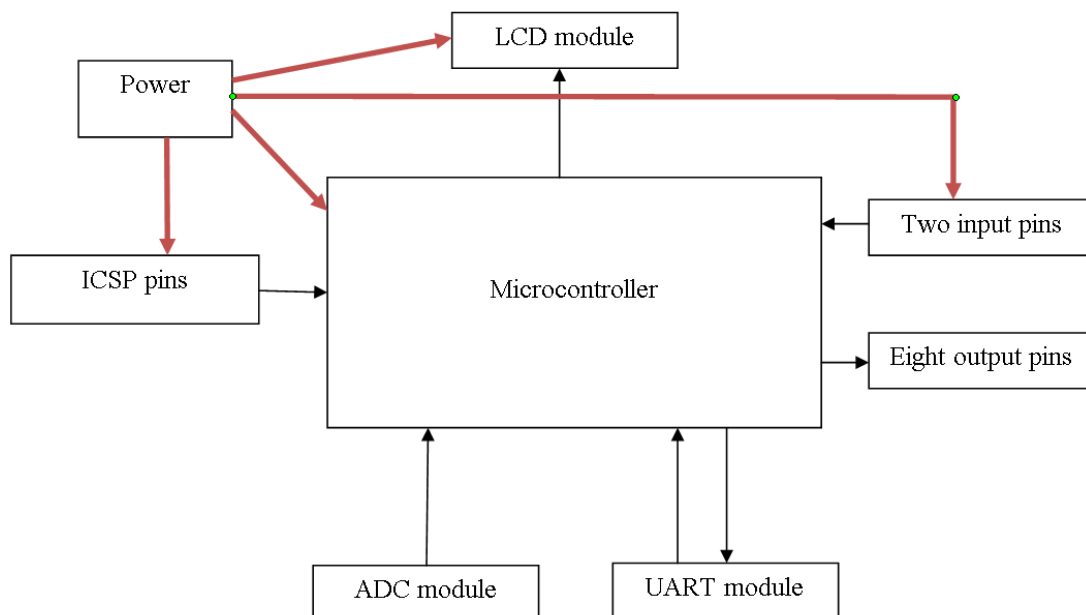 LCD module
Power
Two input pins
ICSP pins
Microcontroller
Eight output pins
ADC module
UART module